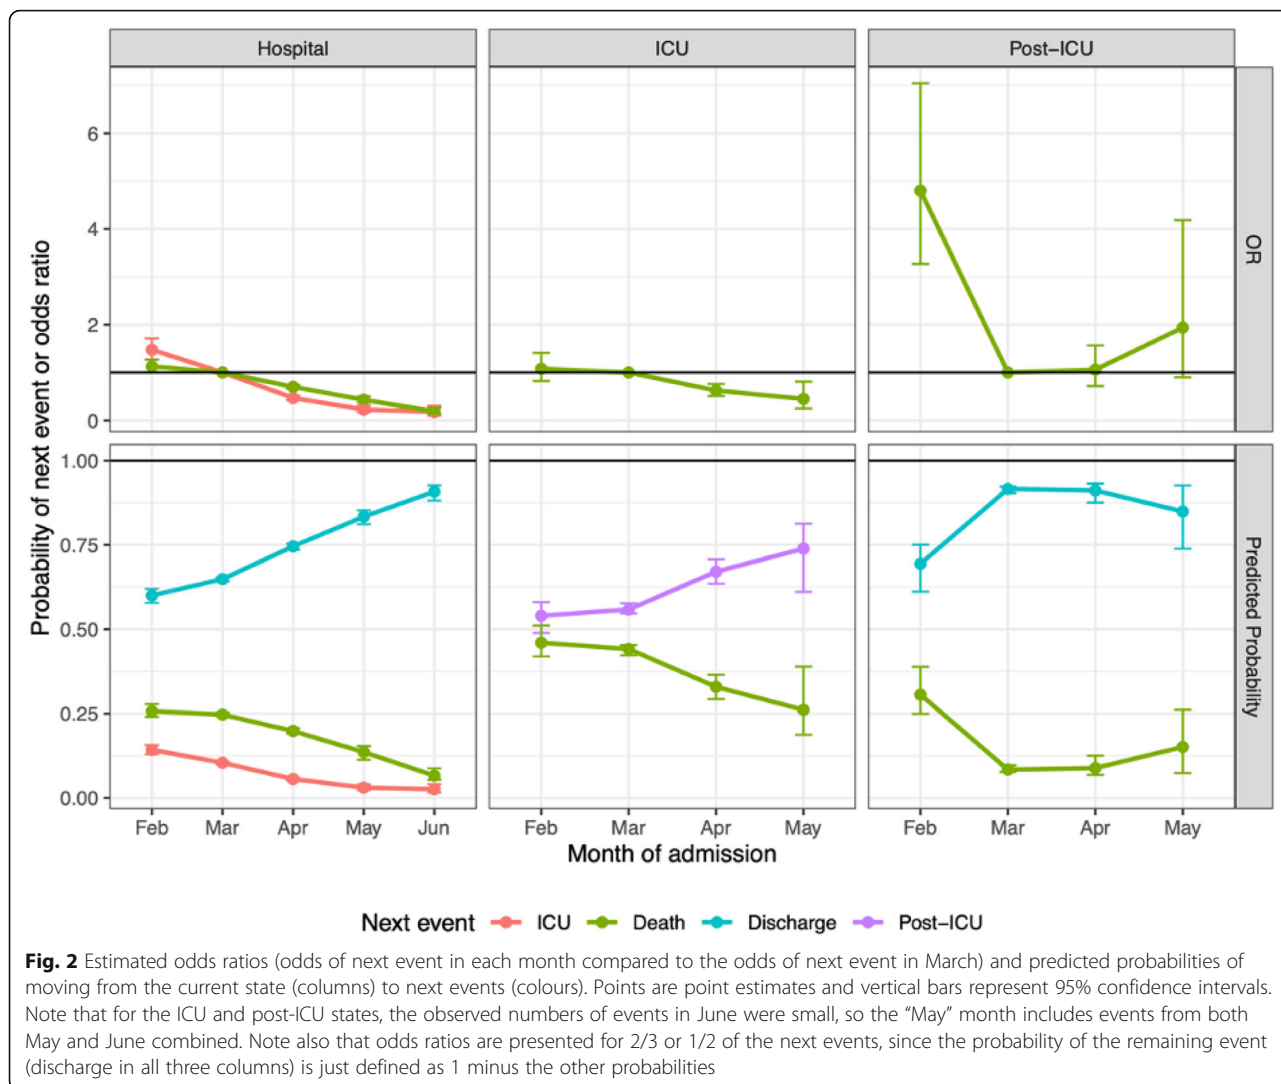 Hospital
ICU
Post-ICU
Probability of next event or odds ratio
6
4
2
0
OR
1.00
0.75
0.50
0.25
0.00
Predicted Probability
Feb Mar Apr May Jun
Feb Mar Apr May
Feb Mar Apr May
Month of admission
Next event ICU Death Discharge Post-ICU
Fig. 2 Estimated odds ratios (odds of next event in each month compared to the odds of next event in March) and predicted probabilities of
moving from the current state (columns) to next events (colours). Points are point estimates and vertical bars represent 95% confidence intervals.
Note that for the ICU and post-ICU states, the observed numbers of events in June were small, so the “May” month includes events from both
May and June combined. Note also that odds ratios are presented for 2/3 or 1/2 of the next events, since the probability of the remaining event
(discharge in all three columns) is just defined as 1 minus the other probabilities